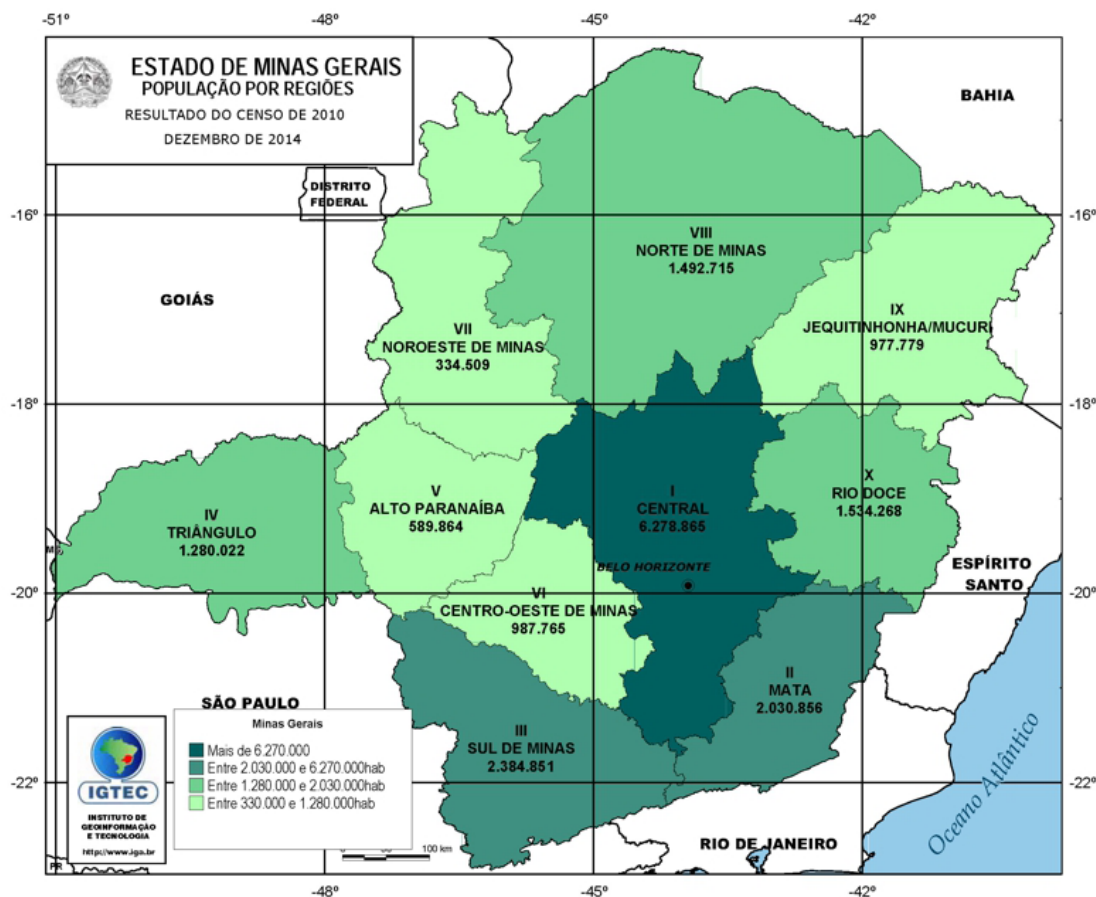 -51º
-48º
-45º
-42º
ESTADO DE MINAS GERAIS
POPULAÇÃO POR REGIÕES
RESULTADO DO CENSO DE 2010
DEZEMBRO DE 2014
BAHIA
DISTRITO
FEDERAL
-16º
-16º
VIII
NORTE DE MINAS
1.492.715
GOIÁS
IX
JEQUITINHONHA/MUCURI
977.779
VII
NOROESTE DE MINAS
334.509
-18º
-18º
V
ALTO PARANAÍBA
589.864
I
CENTRAL
6.278.865
X
RIO DOCE
1.534.268
IV
TRIÂNGULO
1.280.022
BELO HORIZONTE
ESPÍRITO
SANTO
-20º
-20º
VI
CENTRO-OESTE DE MINAS
987.765
II
MATA
2.030.856
SÃO PAULO
III
SUL DE MINAS
2.384.851
Minas Gerais
Mais de 6.270.000
Entre 2.030.000 e 6.270.000hab
Entre 1.280.000 e 2.030.000hab
Entre 330.000 e 1.280.000hab
IGTEC
INSTITUTO DE
GEOINFORMAÇÃO
E TECNOLOGIA
http://www.iga.br
-22º
-22º
Oceano Atlântico
100 km
RIO DE JANEIRO
PR
-48º
-45º
-42º